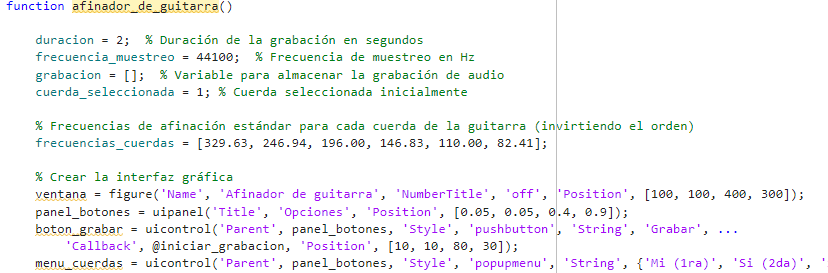 function afinador_de_guitarra()
duracion = 2; % Duración de la grabación en segundos
frecuencia_muestreo = 44100; % Frecuencia de muestreo en Hz
grabacion = []; % Variable para almacenar la grabación de audio
cuerda_seleccionada = 1; % Cuerda seleccionada inicialmente
% Frecuencias de afinación estándar para cada cuerda de la guitarra (invirtiendo el orden)
frecuencias_cuerdas = [329.63, 246.94, 196.00, 146.83, 110.00, 82.41];
% Crear la interfaz gráfica
ventana = figure('Name', 'Afinador de guitarra', 'NumberTitle', 'off', 'Position', [100, 100, 400, 300]);
panel_botones = uipanel('Title', 'Opciones', 'Position', [0.05, 0.05, 0.4, 0.9]);
boton_grabar = uicontrol('Parent', panel_botones, 'Style', 'pushbutton', 'String', 'Grabar', ...
'Callback', @iniciar_grabacion, 'Position', [10, 10, 80, 30]);
menu_cuerdas = uicontrol('Parent', panel_botones, 'Style', 'popupmenu', 'String', {'Mi (1ra)', 'Si (2da)', '